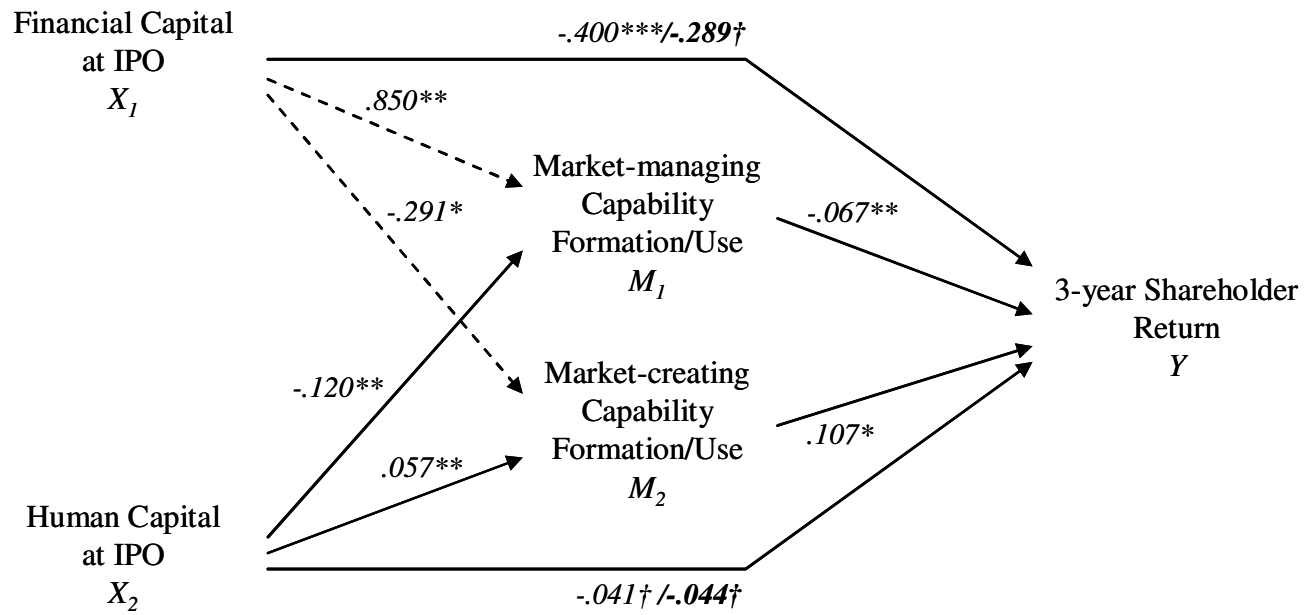 Financial Capital
at IPO
X1
-.400***/-.289†
.850**
-.291*
Market-managing
Capability
Formation/Use
M1
-.067**
3-year Shareholder
Return
Y
-.120**
.057**
Market-creating
Capability
Formation/Use
M2
.107*
Human Capital
at IPO
X2
-.041† /-.044†